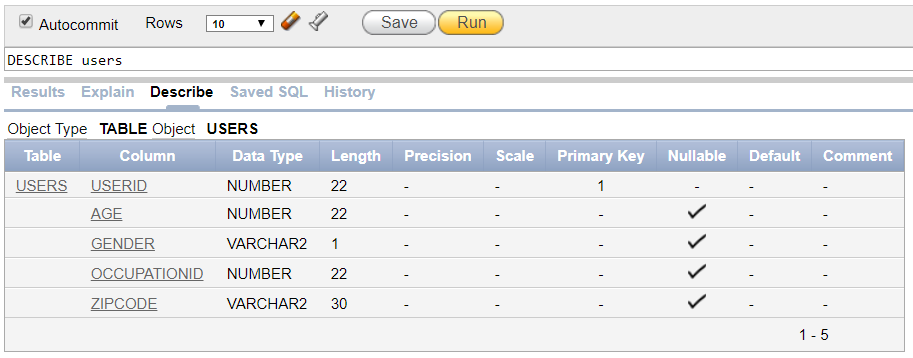 Autocommit Rows 10 Save Run
DESCRIBE users
Results Explain Describe Saved SQL History
Object Type TABLE Object USERS
Table Column Data Type Length Precision Scale Primary Key Nullable Default Comment
USERS USERID NUMBER 22 - - 1 - - -
AGE NUMBER 22 - - - - -
GENDER VARCHAR2 1 - - - - -
OCCUPATIONID NUMBER 22 - - - - -
ZIPCODE VARCHAR2 30 - - - - -
1 - 5